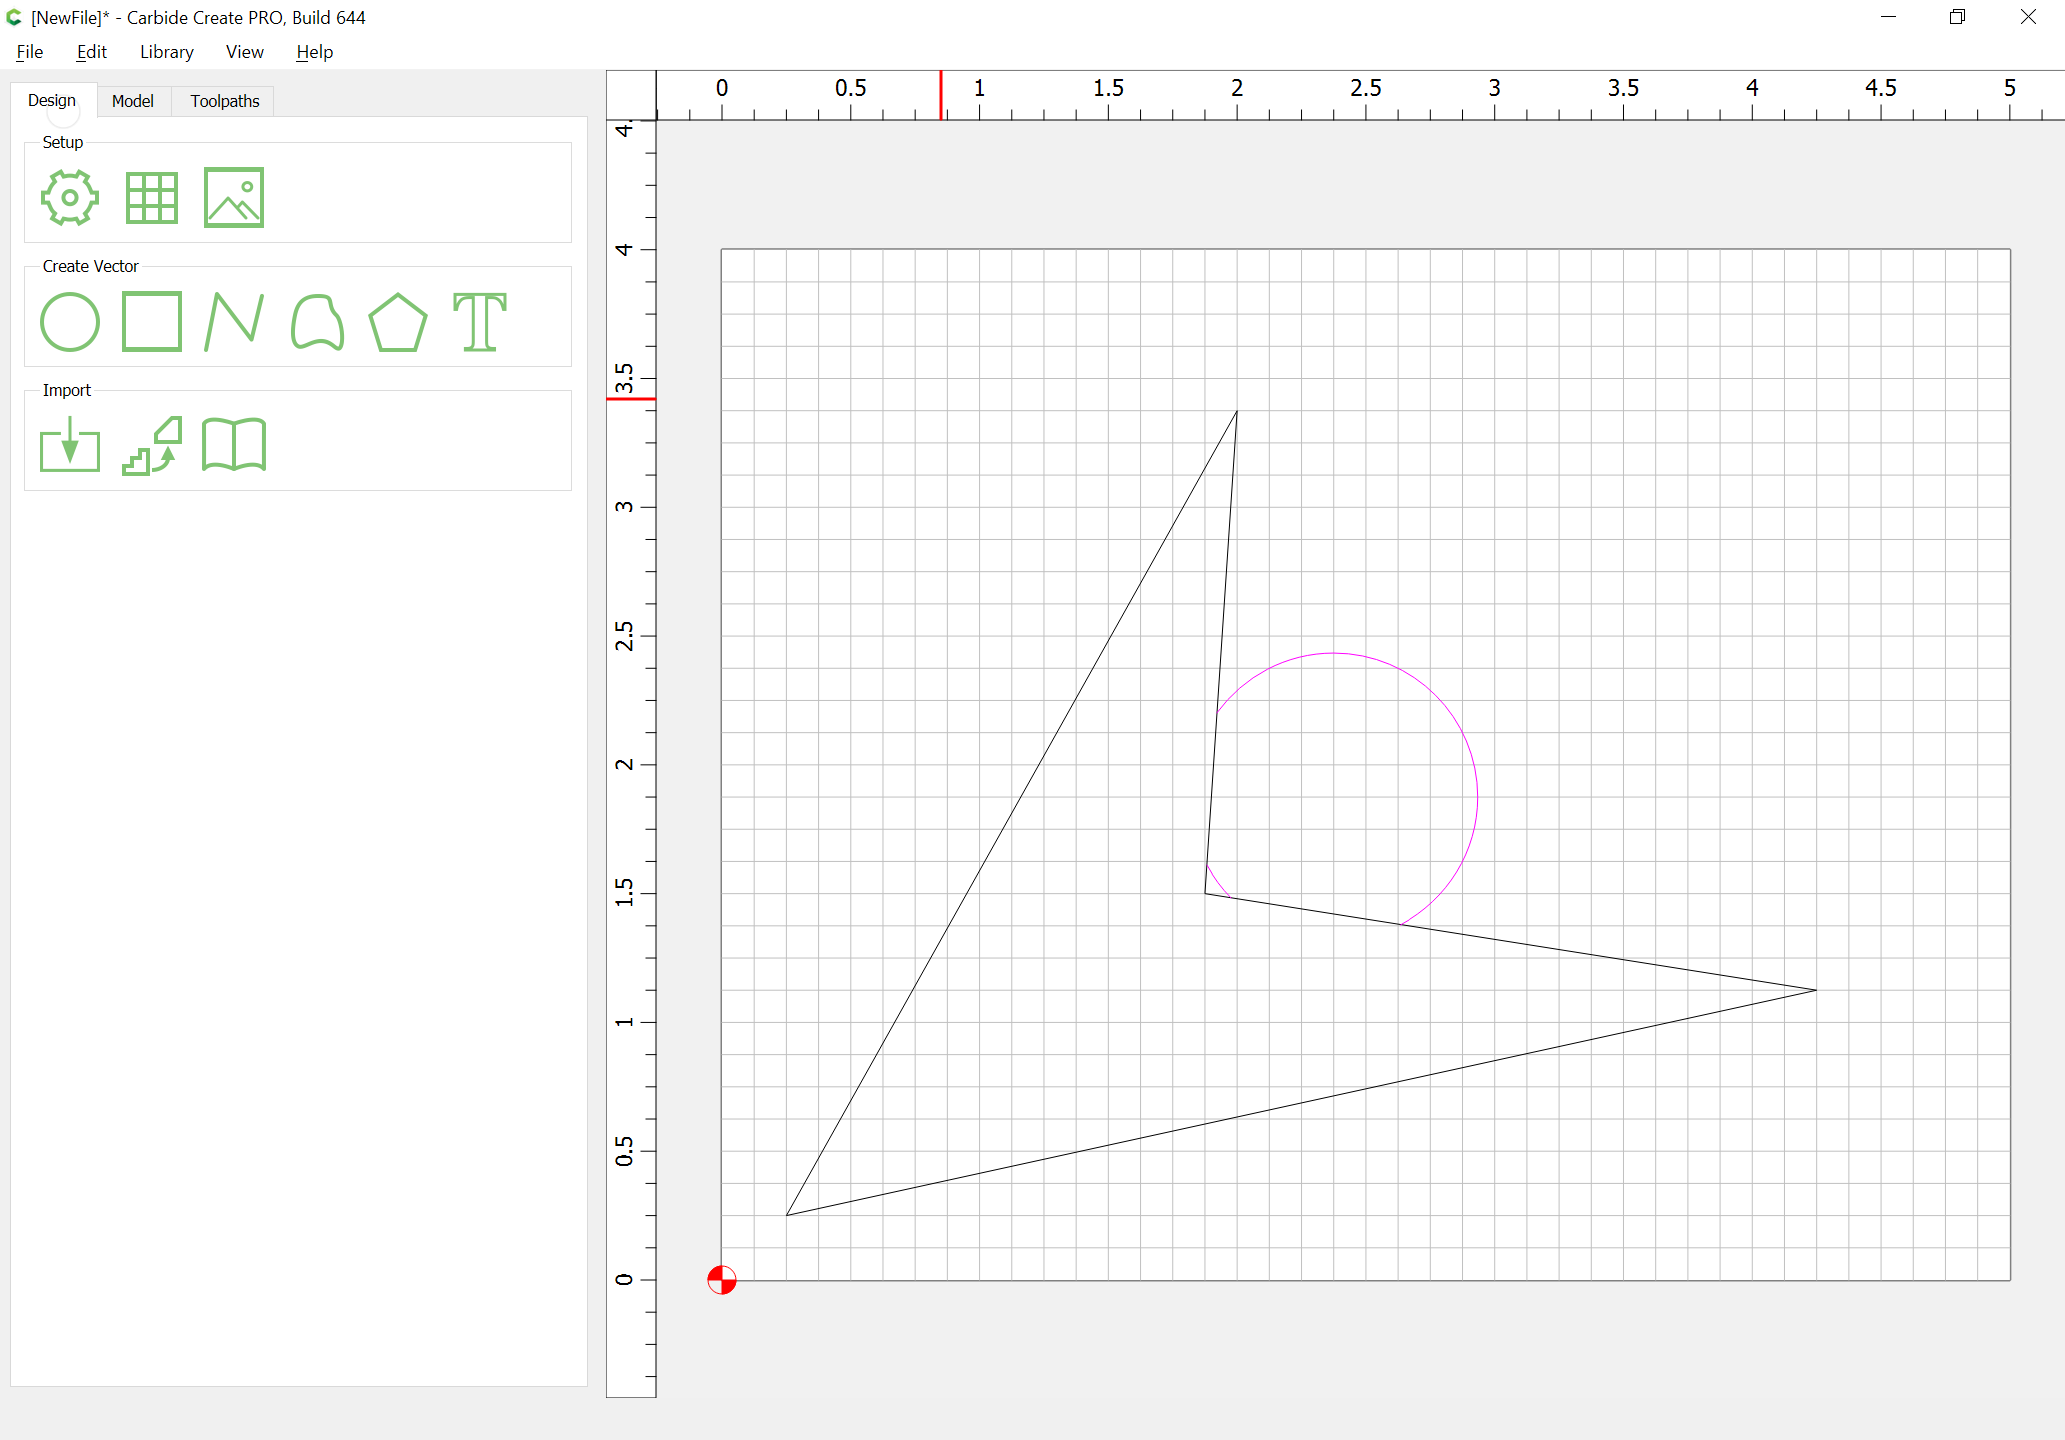 [NewFile]* - Carbide Create PRO, Build 644
File Edit Library View Help
Design Model Toolpaths
Setup
Create Vector
Import
0 0.5 1 1.5 2 2.5 3 3.5 4 4.5 5
4.
4
3.5
3
2.5
2
1.5
1
0.5
0